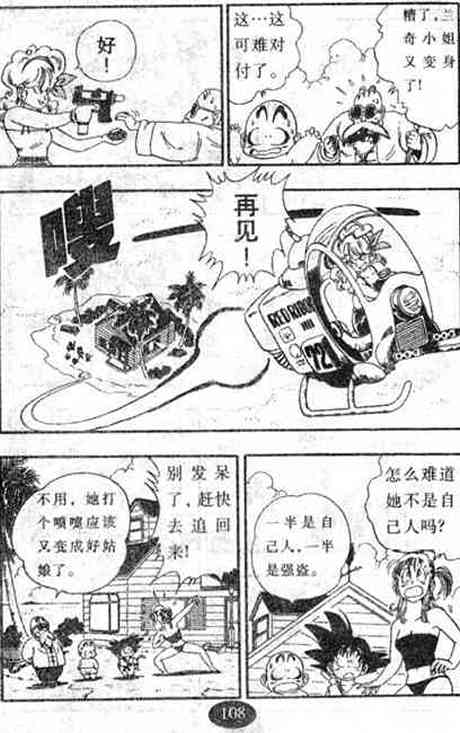 糟了，兰
奇小姐
又变身
了!
这…这
可难对
付了。
好
!
再
见
!
嗖
怎么难道
她不是自
己人吗?
一半是自
己人，一半
是强盗。
别发呆
了，赶快
去追回
来!
不用，她打
个喷嚏应该
又变成好姑
娘了。
108